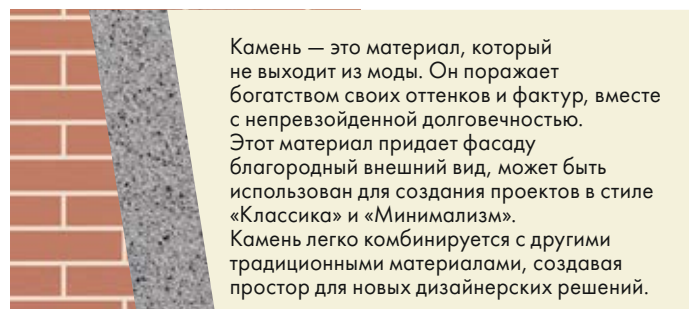 Камень — это материал, который
не выходит из моды. Он поражает
богатством своих оттенков и фактур, вместе
с непревзойденной долговечностью.
Этот материал придает фасаду
благородный внешний вид, может быть
использован для создания проектов в стиле
«Классика» и «Минимализм».
Камень легко комбинируется с другими
традиционными материалами, создавая
простор для новых дизайнерских решений.